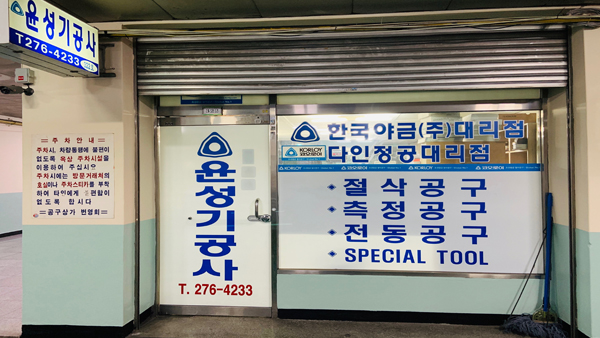 윤성기공사
T.276-4233
주 차 안 내
주차시, 차량통행에 불편이
없도록 옥상 주차시설을
이용하여 주십시요
주차시에는 방문거래처의
호실이나 주차스티카를 부착
하여 타인에게 불편함이
없도록 합시다
공구상가 번영회
윤성기공사
T. 276-4233
한국야금(주)대리점
KORLOY 다인정공대리점
KORLOY
·절삭공구
·측정공구
·전동공구
·SPECIAL TOOL